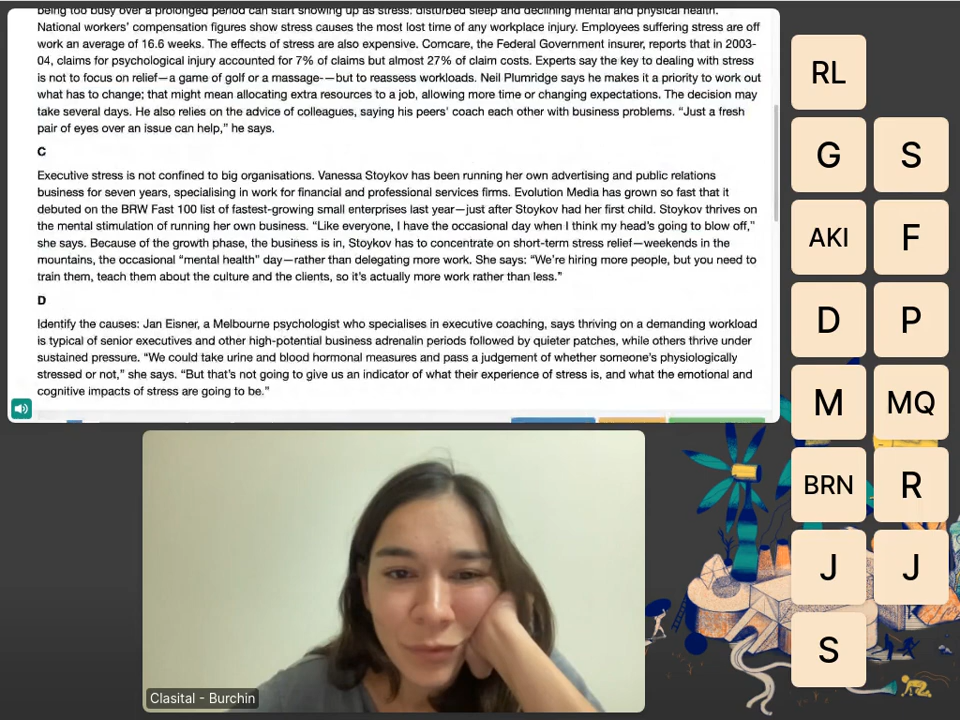 being too busy over a prolonged period can start showing up as stress: disturbed sleep and declining mental and physical health.
National workers' compensation figures show stress causes the most lost time of any workplace injury. Employees suffering stress are off
work an average of 16.6 weeks. The effects of stress are also expensive. Comcare, the Federal Government insurer, reports that in 2003-
04, claims for psychological injury accounted for 7% of claims but almost 27% of claim costs. Experts say the key to dealing with stress
is not to focus on relief—a game of golf or a massage-—but to reassess workloads. Neil Plumridge says he makes it a priority to work out
what has to change; that might mean allocating extra resources to a job, allowing more time or changing expectations. The decision may
take several days. He also relies on the advice of colleagues, saying his peers' coach each other with business problems. “Just a fresh
pair of eyes over an issue can help,” he says.
C
Executive stress is not confined to big organisations. Vanessa Stoykov has been running her own advertising and public relations
business for seven years, specialising in work for financial and professional services firms. Evolution Media has grown so fast that it
debuted on the BRW Fast 100 list of fastest-growing small enterprises last year—just after Stoykov had her first child. Stoykov thrives on
the mental stimulation of running her own business. “Like everyone, I have the occasional day when I think my head's going to blow off,”
she says. Because of the growth phase, the business is in, Stoykov has to concentrate on short-term stress relief—weekends in the
mountains, the occasional “mental health” day—rather than delegating more work. She says: “We're hiring more people, but you need to
train them, teach them about the culture and the clients, so it's actually more work rather than less.”
D
Identify the causes: Jan Eisner, a Melbourne psychologist who specialises in executive coaching, says thriving on a demanding workload
is typical of senior executives and other high-potential business adrenalin periods followed by quieter patches, while others thrive under
sustained pressure. “We could take urine and blood hormonal measures and pass a judgement of whether someone's physiologically
stressed or not,” she says. “But that's not going to give us an indicator of what their experience of stress is, and what the emotional and
cognitive impacts of stress are going to be.”
RL
G
S
AKI
F
D
P
M
MQ
BRN
R
J
J
S
Clasital - Burchin